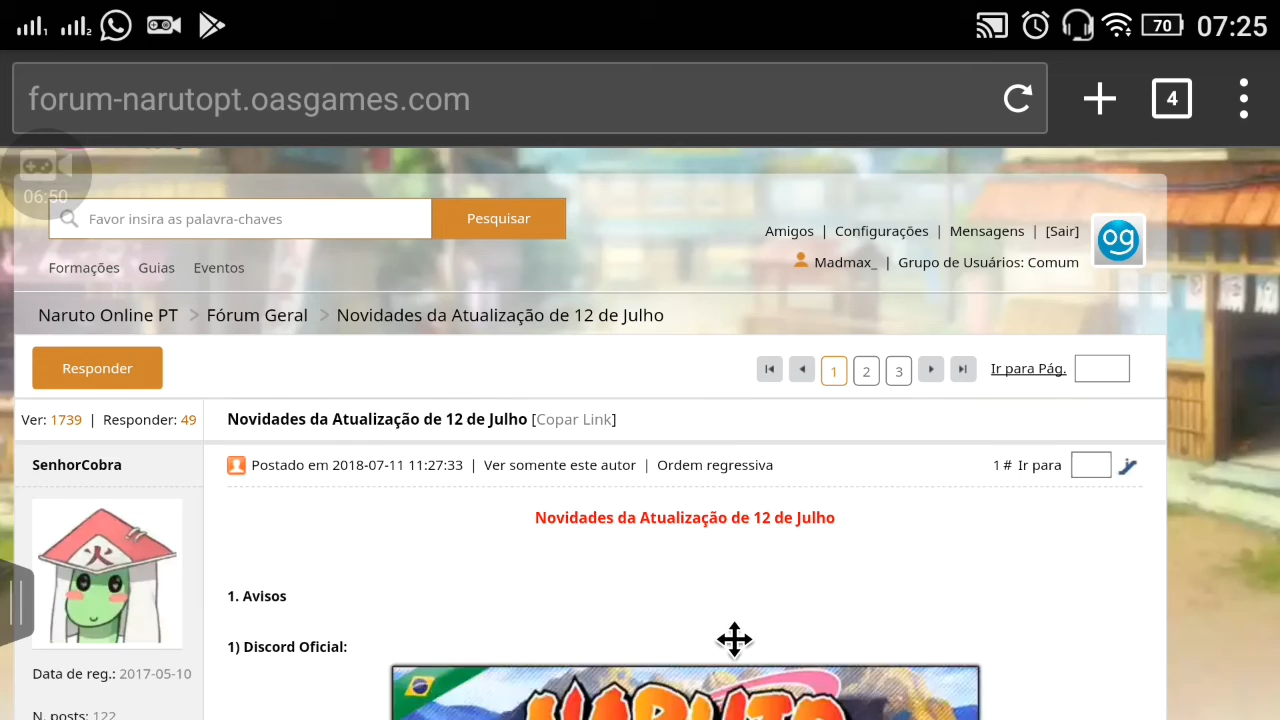 1 2 70 07:25
forum-narutopt.oasgames.com 4
06:50
Favor insira as palavra-chaves Pesquisar
Amigos | Configurações | Mensagens | [Sair]
og
Madmax_ | Grupo de Usuários: Comum
Formações Guias Eventos
Naruto Online PT > Fórum Geral > Novidades da Atualização de 12 de Julho
Responder 1 2 3 Ir para Pág.
Ver: 1739 | Responder: 49 Novidades da Atualização de 12 de Julho [Copar Link]
SenhorCobra Postado em 2018-07-11 11:27:33 | Ver somente este autor | Ordem regressiva 1# Ir para
Novidades da Atualização de 12 de Julho
火
1. Avisos
1) Discord Oficial:
Data de reg.: 2017-05-10
NARUTO
N. posts: 122